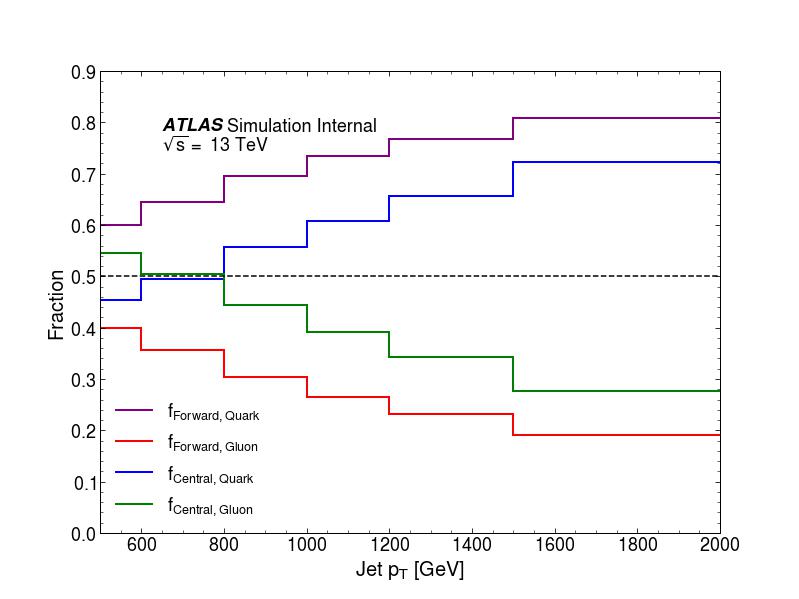 0.9
0.8
0.7
0.6
0.5
0.4
0.3
0.2
0.1
0.0
Fraction
ATLAS Simulation Internal
√s = 13 TeV
f_Forward, Quark
f_Forward, Gluon
f_Central, Quark
f_Central, Gluon
600 800 1000 1200 1400 1600 1800 2000
Jet p_T [GeV]